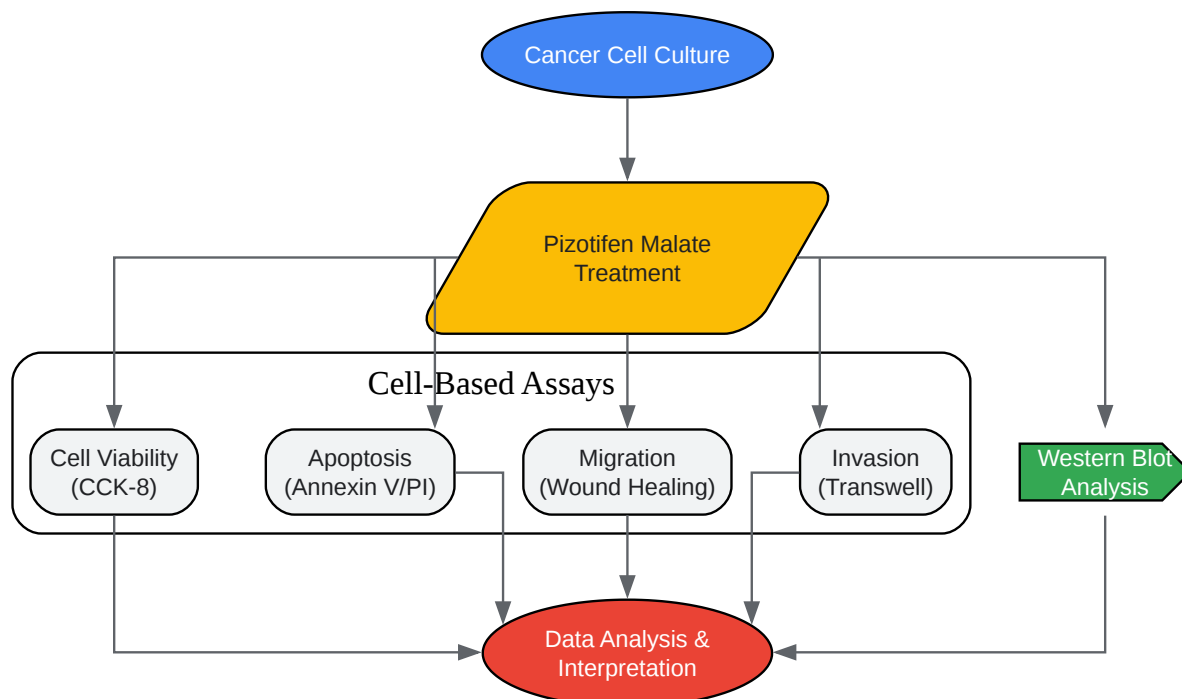 Cancer Cell Culture
Pizotifen Malate
Treatment
Cell-Based Assays
Cell Viability
(CCK-8)
Apoptosis
(Annexin V/PI)
Migration
(Wound Healing)
Invasion
(Transwell)
Western Blot
Analysis
Data Analysis &
Interpretation